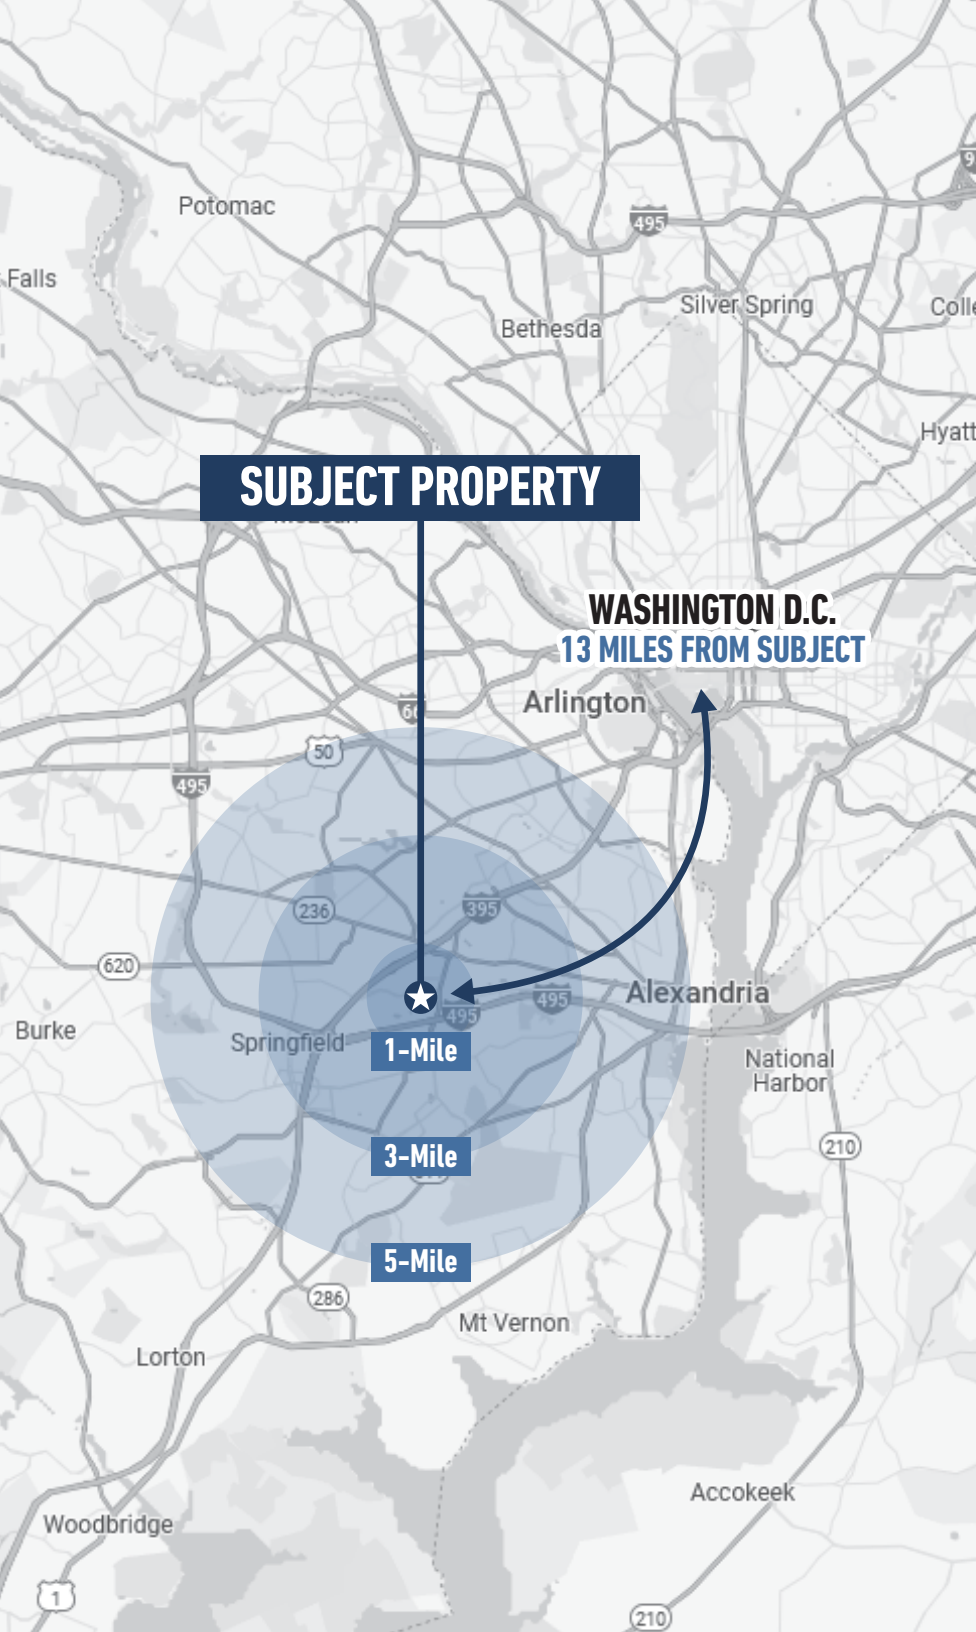 Potomac
495
Falls
Silver Spring
Bethesda
SUBJECT PROPERTY
WASHINGTON D.C.
13 MILES FROM SUBJECT
Arlington
50
495
236
395
620
Alexandria
495
495
Burke
Springfield
1-Mile
National
Harbor
210
3-Mile
5-Mile
286
Mt Vernon
Lorton
Accokeek
Woodbridge
1
210